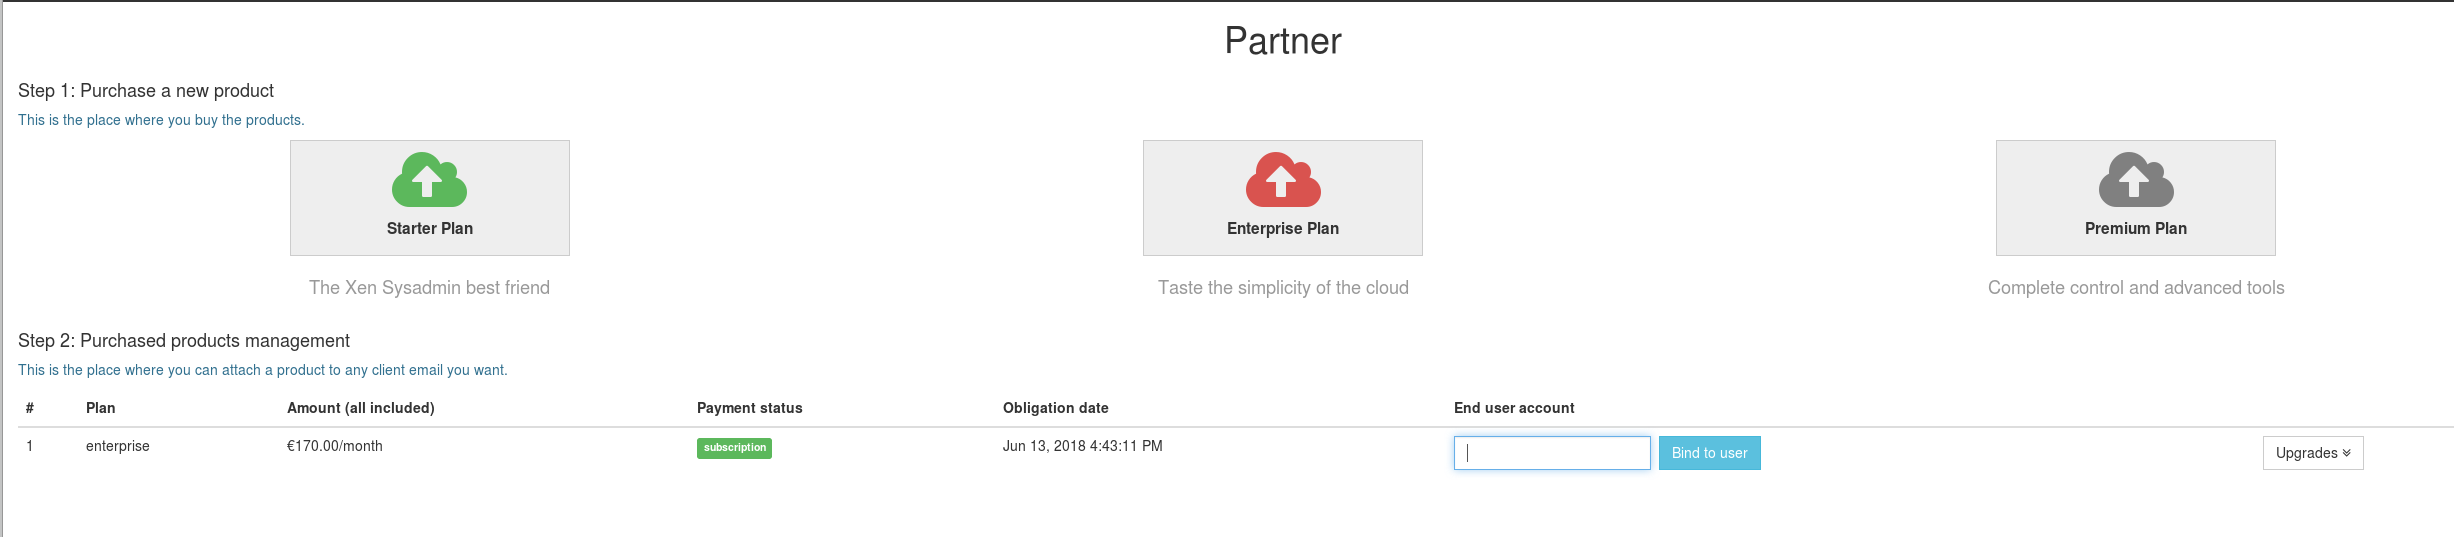 Partner
Step 1: Purchase a new product
This is the place where you buy the products.
Starter Plan
Enterprise Plan
Premium Plan
The Xen Sysadmin best friend
Taste the simplicity of the cloud
Complete control and advanced tools
Step 2: Purchased products management
This is the place where you can attach a product to any client email you want.
# Plan Amount (all included) Payment status Obligation date End user account
1 enterprise €170.00/month subscription Jun 13, 2018 4:43:11 PM Bind to user Upgrades